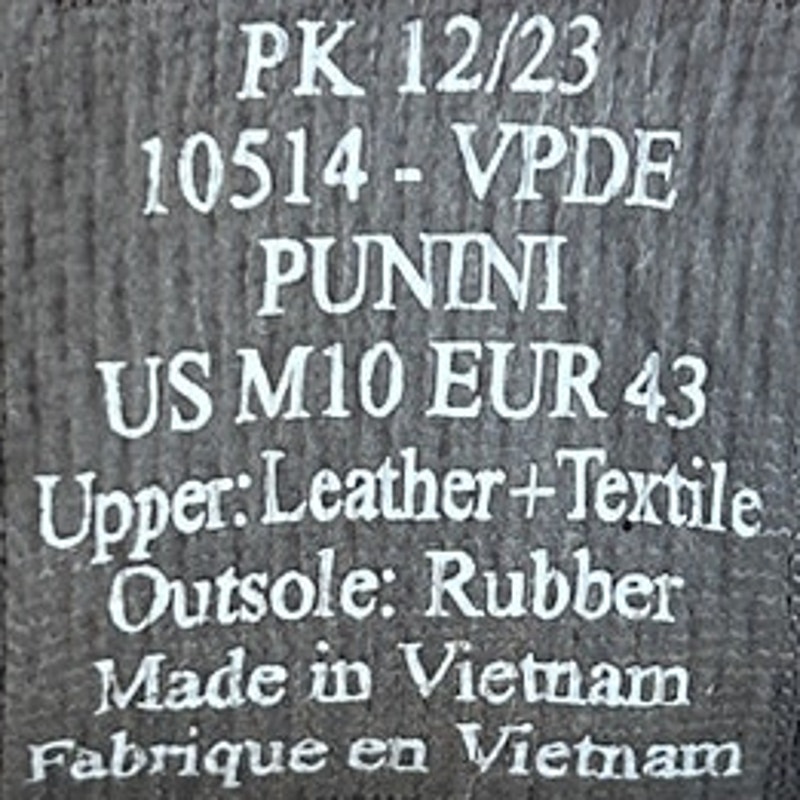 PK 12/23
10514 - VPDE
PUNINI
US M10 EUR 43
Upper: Leather+Textile
Outsole: Rubber
Made in Vietnam
Fabrique en Vietnam